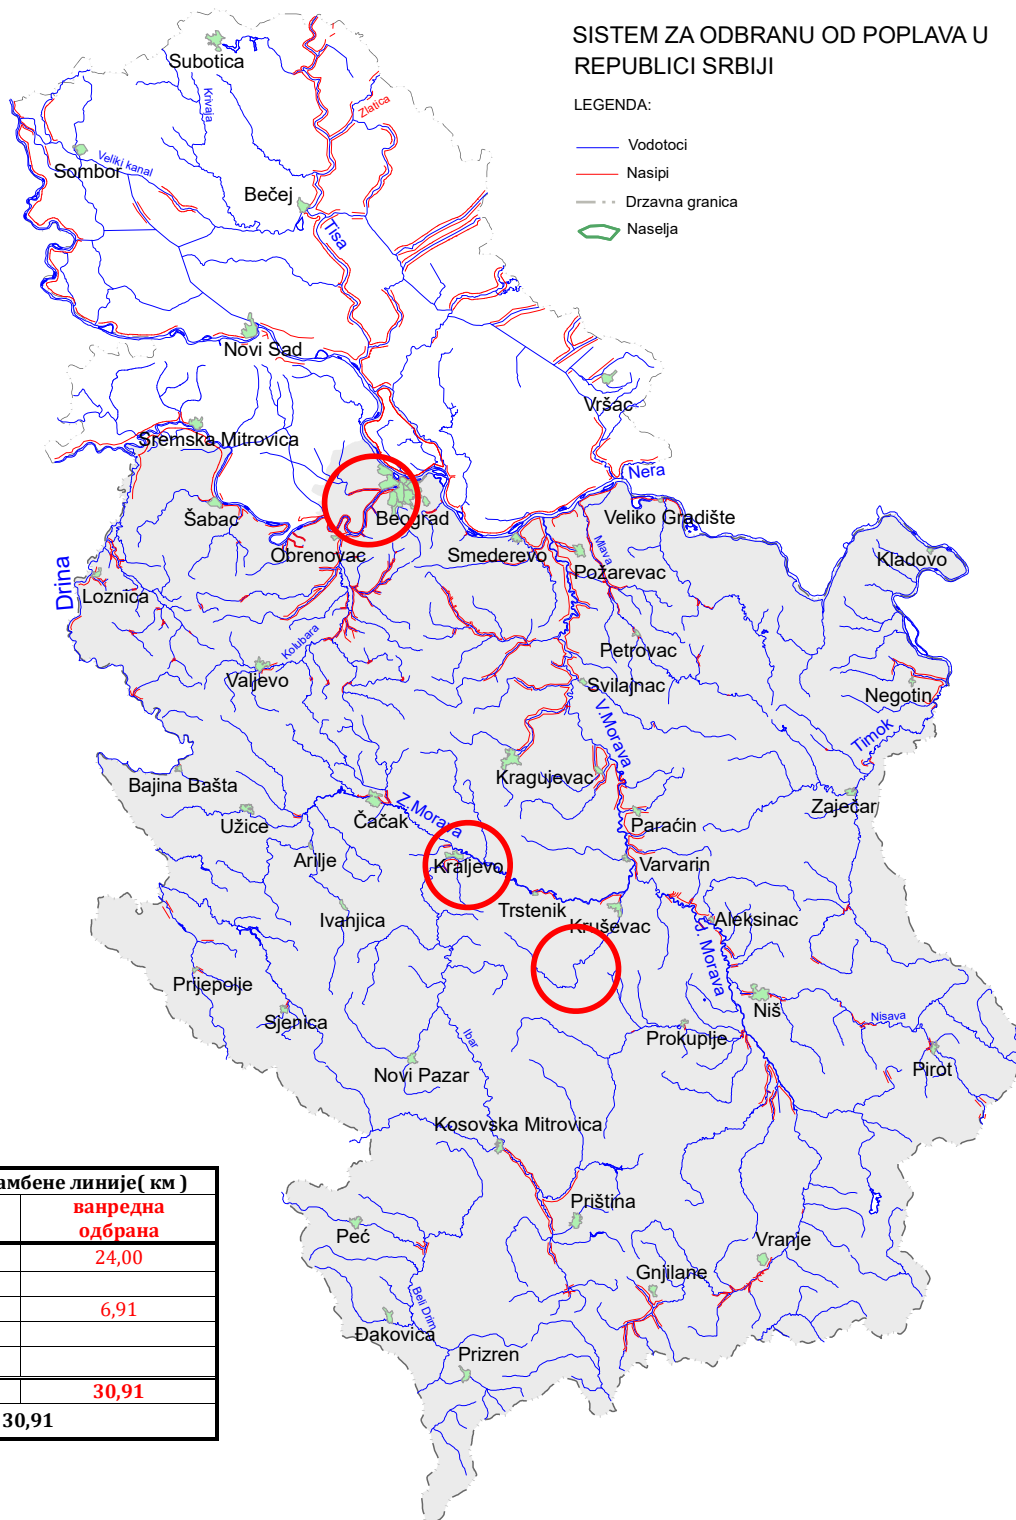 SISTEM ZA ODBRANU OD POPLAVA U
REPUBLICI SRBIJI
LEGENDA:
Vodotoci
Nasipi
Drzavna granica
Naselja
Subotica
Krivaja
Zlatica
Sombor
Veliki kanal
Bečej
Tisa
Novi Sad
Vršac
Sremska Mitrovica
Nera
Šabac
Beograd
Veliko Gradište
Obrenovac
Smederevo
Mlava
Požarevac
Kladovo
Drina
Loznica
Kolubara
Petrovac
Valjevo
Svilajnac
Negotin
V.Morava
Timok
Bajina Bašta
Kragujevac
Zaječar
Užice
Čačak
Z.Morava
Paraćin
Arilje
Kraljevo
Varvarin
Ivanjica
Trstenik
Kruševac
Aleksinac
J. Morava
Prijepolje
Sjenica
Niš
Nisava
Ibar
Prokuplje
Pirot
Novi Pazar
Kosovska Mitrovica
Priština
Peć
Vranje
Gnjilane
Beli Drim
Đakovica
Prizren
амбене линије( км )
ванредна
одбрана
24,00
6,91
30,91
30,91